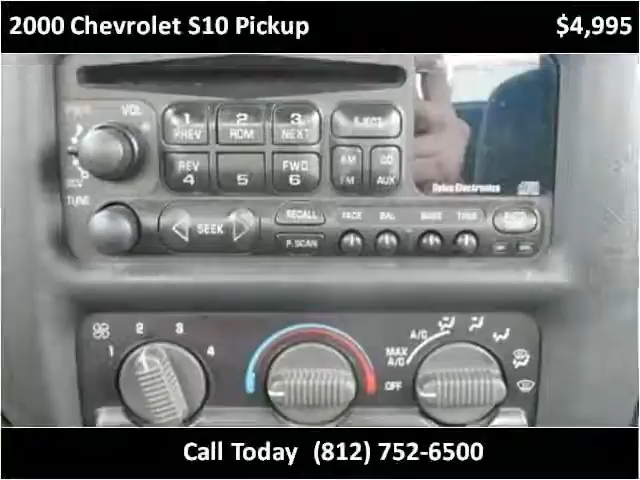 2000 Chevrolet S10 Pickup $4,995
PWR VOL
1 PREV 2 RDM 3 NEXT EJECT
REV 4 5 FWD 6 AM FM CD AUX
Delco Electronics
TUNE
SEEK RECALL P.SCAN FADE BAL BASS TREB
1 2 3 4
OFF MAX A/C A/C
Call Today (812) 752-6500